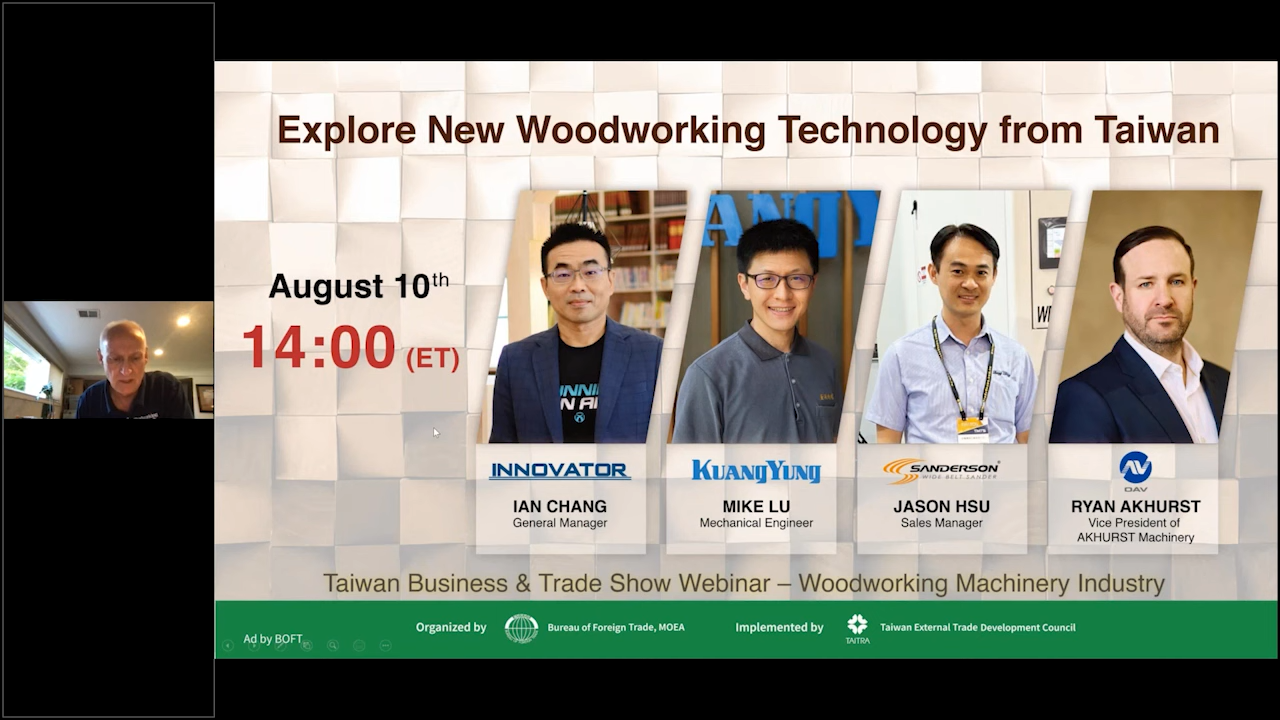 Explore New Woodworking Technology from Taiwan
August 10th
14:00 (ET)
INNOVATOR
IAN CHANG
General Manager
KUANGYUNG
MIKE LU
Mechanical Engineer
SANDERSON
WIDE BELT SANDER
JASON HSU
Sales Manager
OAV
RYAN AKHURST
Vice President of
AKHURST Machinery
Taiwan Business & Trade Show Webinar – Woodworking Machinery Industry
Ad by BOFT
Organized by
Bureau of Foreign Trade, MOEA
Implemented by
TAITRA
Taiwan External Trade Development Council